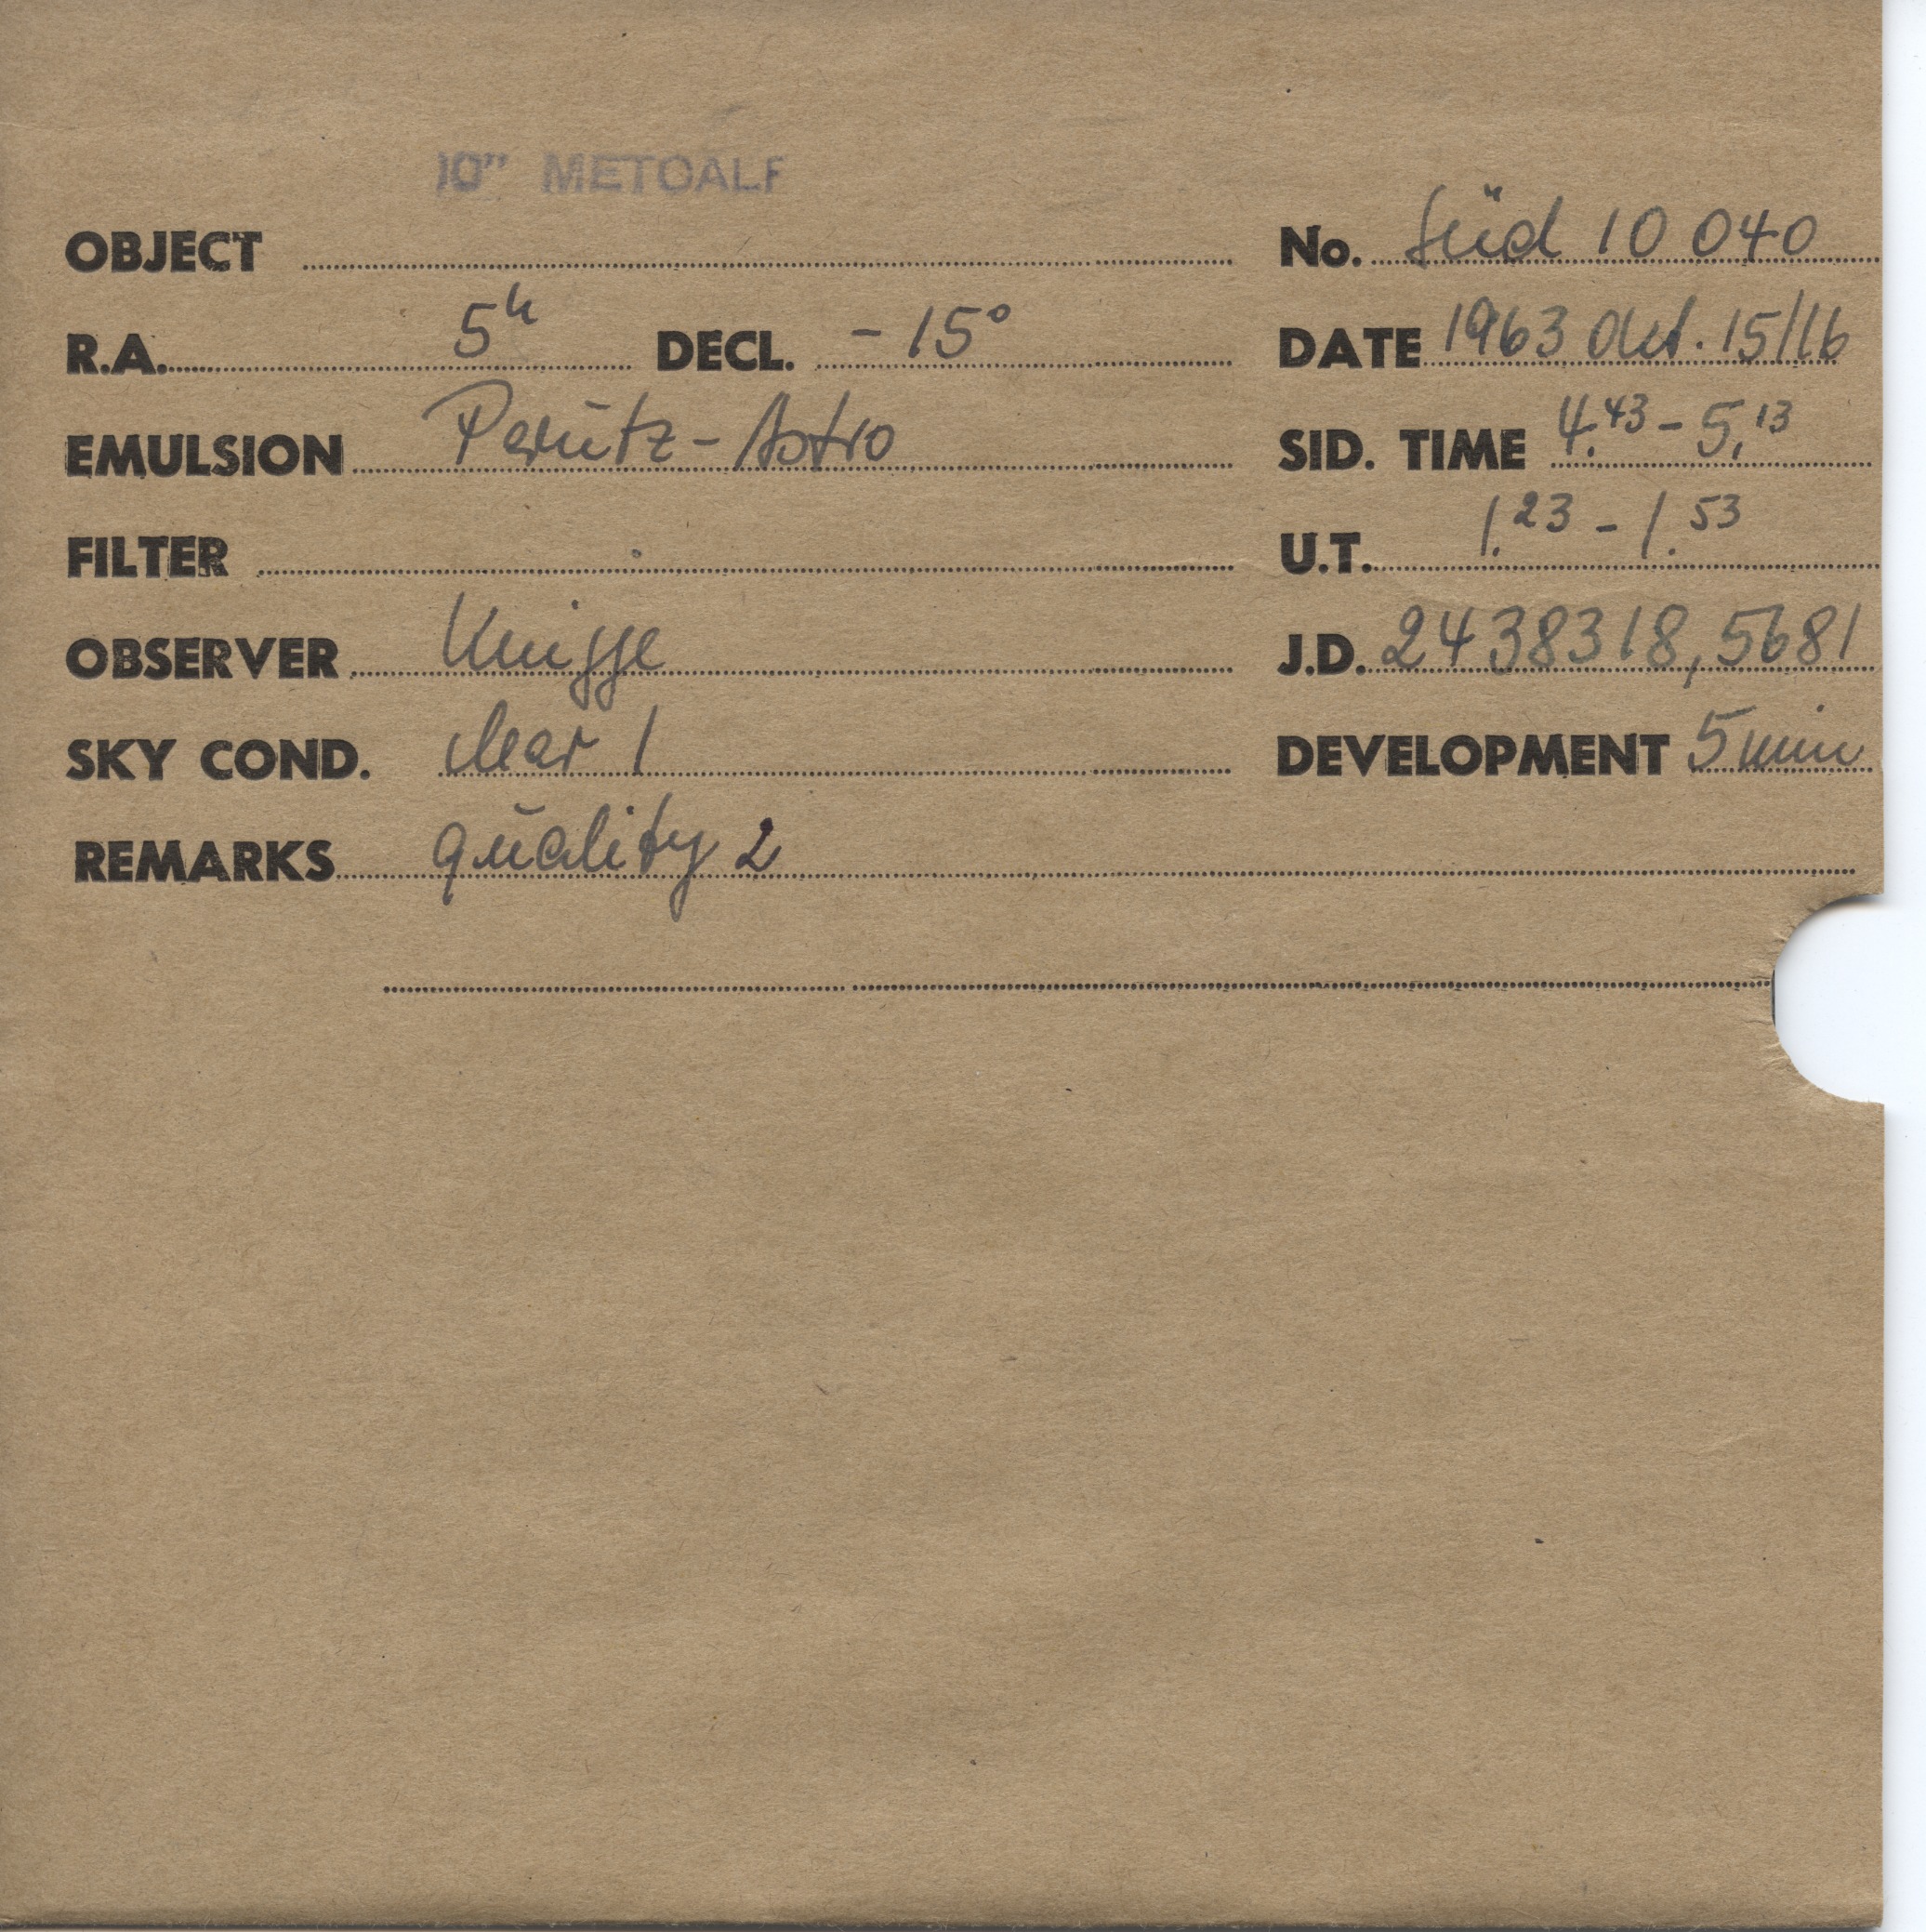 10" METCALF
OBJECT No. Süd 10 040
R.A. 5h DECL. - 15° DATE 1963 Okt. 15/16
EMULSION Perutz-Astro SID. TIME 4.43 - 5.13
FILTER U.T. 1.23 - 1.53
OBSERVER Knigge J.D. 2438318,5681
SKY COND. clear 1 DEVELOPMENT 5 min
REMARKS quality 2